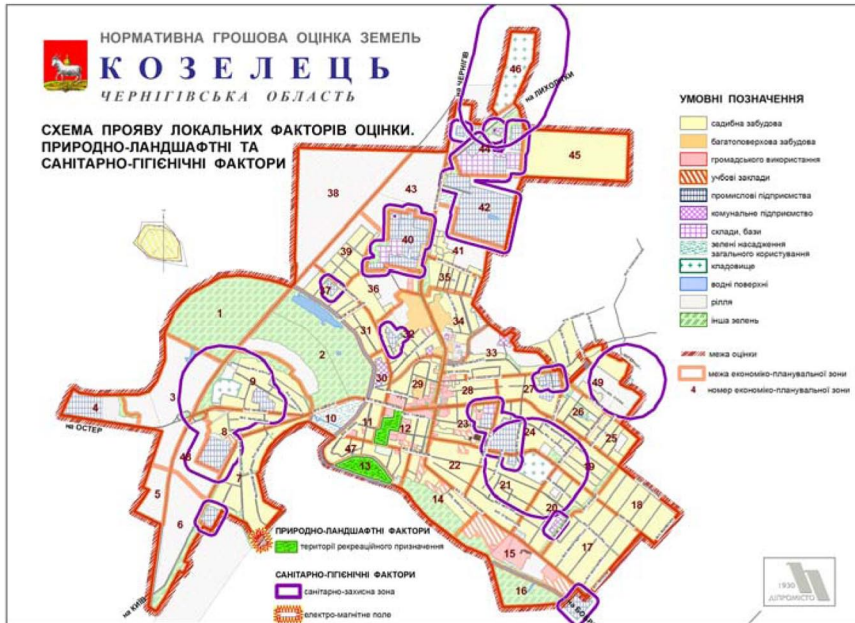 НОРМАТИВНА ГРОШОВА ОЦІНКА ЗЕМЕЛЬ
КОЗЕЛЕЦЬ
ЧЕРНІГІВСЬКА ОБЛАСТЬ
СХЕМА ПРОЯВУ ЛОКАЛЬНИХ ФАКТОРІВ ОЦІНКИ.
ПРИРОДНО-ЛАНДШАФТНІ ТА
САНІТАРНО-ГІГІЄНІЧНІ ФАКТОРИ
на ЧЕРНІГІВ
46
44
45
42
43
38
40
41
39
37
36
35
34
31
32
33
1
2
30
29
28
27
49
26
25
3
4
на ОСТЕР
9
8
10
11
12
23
24
47
13
22
21
19
20
18
48
7
5
6
14
15
17
16
на КИЇВ
УМОВНІ ПОЗНАЧЕННЯ
садибна забудова
багатоповерхова забудова
громадського використання
учбові заклади
промислові підприємства
комунальне підприємство
склади, бази
зелені насадження
загального користування
кладовище
водні поверхні
рілля
інша зелень
межа оцінки
межа економіко-планувальної зони
4 номер економіко-планувальної зони
ПРИРОДНО-ЛАНДШАФТНІ ФАКТОРИ
території рекреаційного призначення
САНІТАРНО-ГІГІЄНІЧНІ ФАКТОРИ
санітарно-захисна зона
електро-магнітне поле
1930
ДІПРОМІСТО